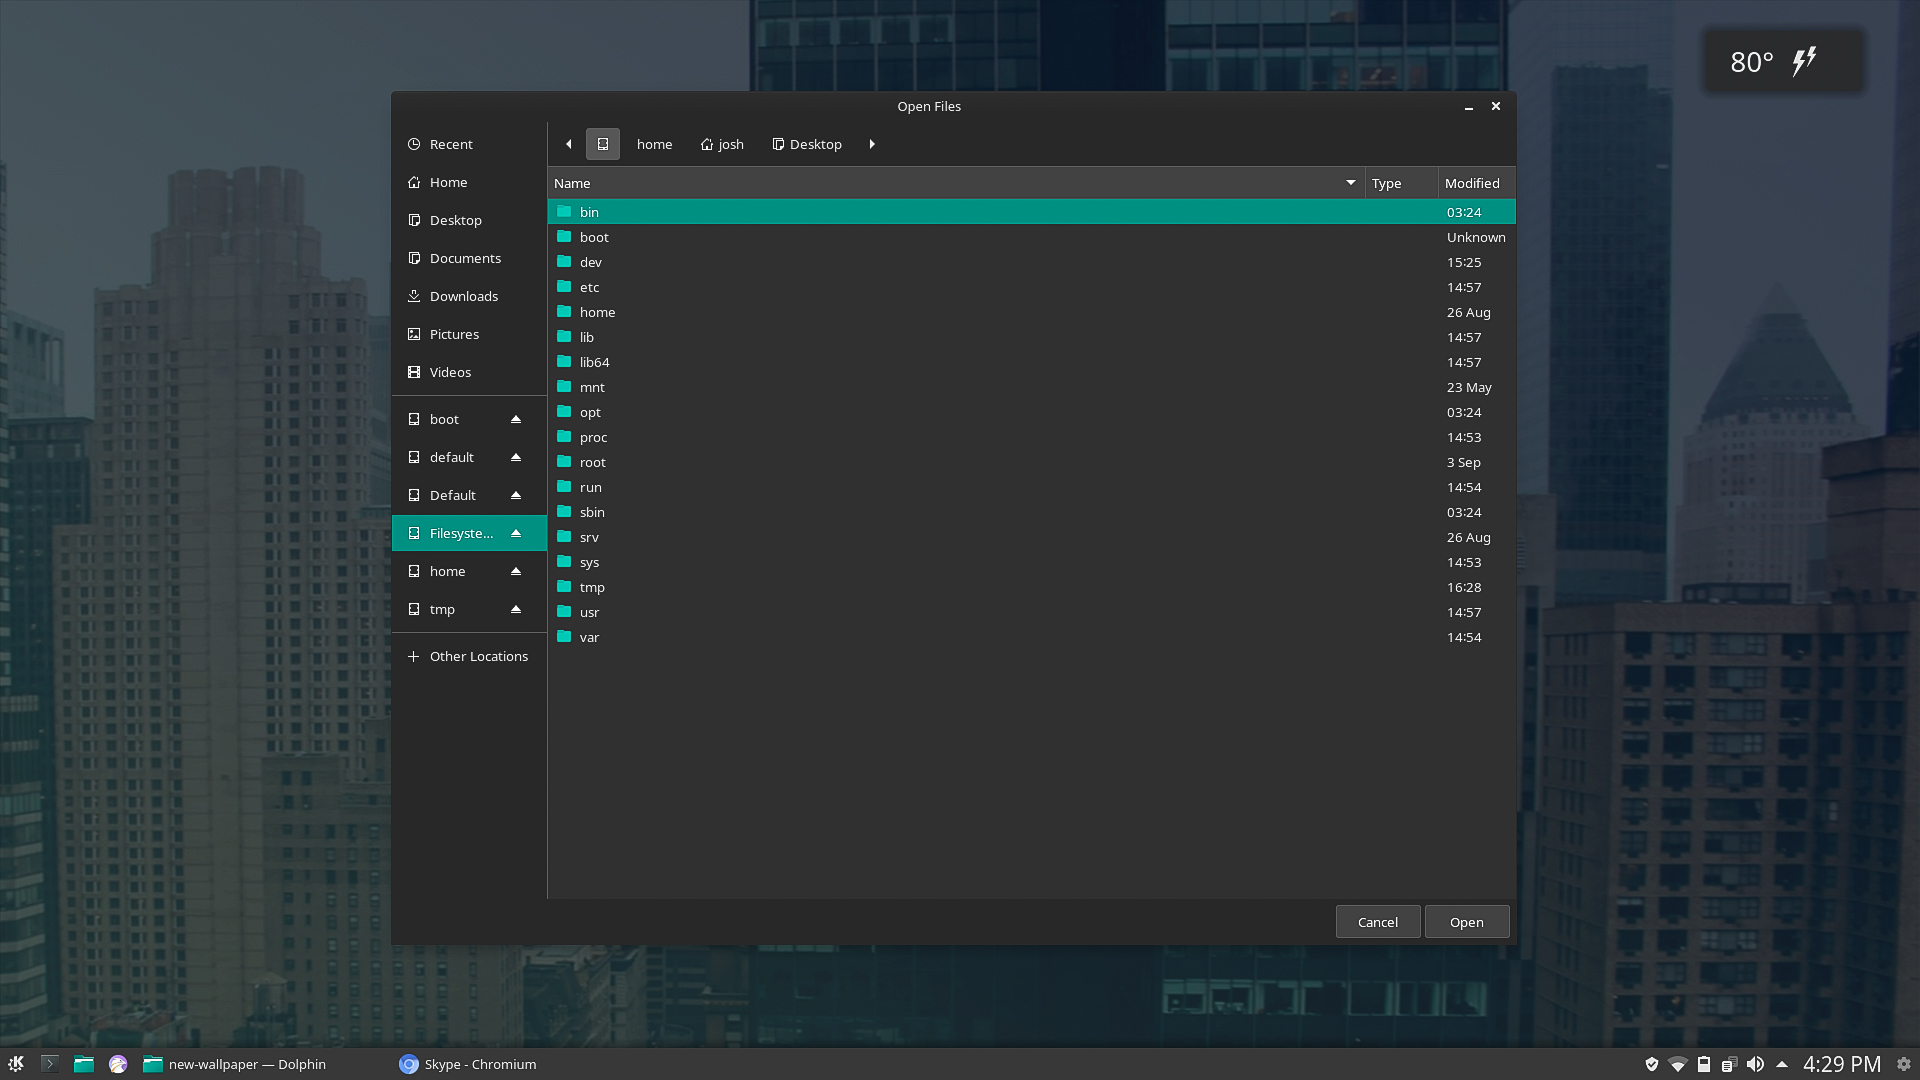 80°
Open Files
Recent
Home
Desktop
Documents
Downloads
Pictures
Videos
boot
default
Default
Filesyste...
home
tmp
Other Locations
home josh Desktop
Name Type Modified
bin 03:24
boot Unknown
dev 15:25
etc 14:57
home 26 Aug
lib 14:57
lib64 14:57
mnt 23 May
opt 03:24
proc 14:53
root 3 Sep
run 14:54
sbin 03:24
srv 26 Aug
sys 14:53
tmp 16:28
usr 14:57
var 14:54
Cancel Open
new-wallpaper — Dolphin Skype - Chromium 4:29 PM